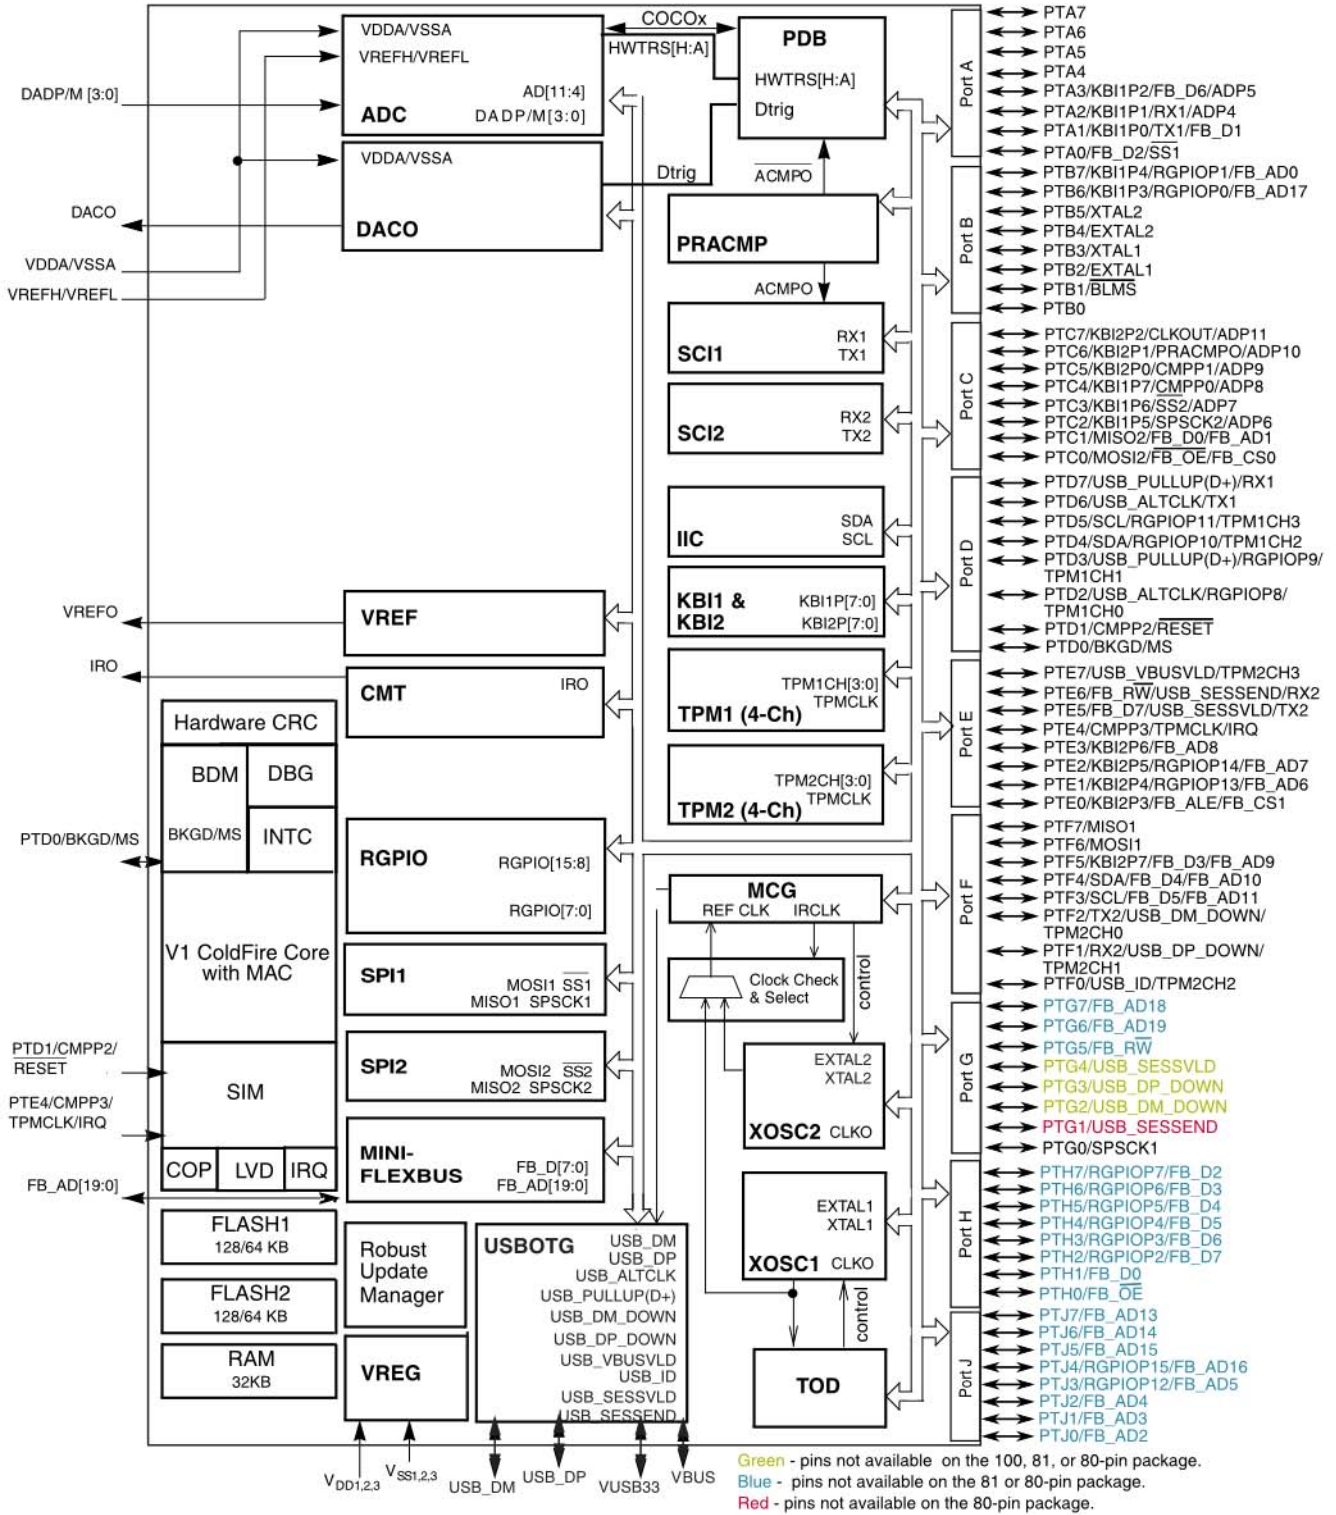 DADP/M [3:0]
DACO
VDDA/VSSA
VREFH/VREFL
VREFO
IRO
PTD0/BKGD/MS
PTD1/CMPP2/
RESET
PTE4/CMPP3/
TPMCLK/IRQ
FB_AD[19:0]
VDDA/VSSA
VREFH/VREFL
AD[11:4]
DADP/M[3:0]
ADC
VDDA/VSSA
DACO
COCOx
HWTRS[H:A]
Dtrig
PDB
HWTRS[H:A]
Dtrig
ACMPO
PRACMP
ACMPO
RX1
SCI1 TX1
RX2
SCI2 TX2
SDA
IIC SCL
KBI1 & KBI1P[7:0]
KBI2 KBI2P[7:0]
TPM1CH[3:0]
TPMCLK
TPM1 (4-Ch)
TPM2CH[3:0]
TPMCLK
TPM2 (4-Ch)
VREF
CMT IRO
RGPIO
RGPIO[15:8]
RGPIO[7:0]
SPI1
MOSI1 SS1
MISO1 SPSCK1
SPI2
MOSI2 SS2
MISO2 SPSCK2
MINI-
FLEXBUS
FB_D[7:0]
FB_AD[19:0]
Hardware CRC
BDM
DBG
BKGD/MS
INTC
V1 ColdFire Core
with MAC
SIM
COP LVD IRQ
FLASH1
128/64 KB
FLASH2
128/64 KB
RAM
32KB
Robust
Update
Manager
VREG
VDD1,2,3
VSS1,2,3
USBOTG
USB_DM
USB_DP
USB_ALTCLK
USB_PULLUP(D+)
USB_DM_DOWN
USB_DP_DOWN
USB_VBUSVLD
USB_ID
USB_SESSVLD
USB_SESSEND
USB_DM
USB_DP
VUSB33
VBUS
MCG
REF CLK IRCLK
Clock Check
& Select
control
EXTAL2
XTAL2
XOSC2 CLKO
EXTAL1
XTAL1
XOSC1 CLKO
control
TOD
Port A
PTA7
PTA6
PTA5
PTA4
PTA3/KBI1P2/FB_D6/ADP5
PTA2/KBI1P1/RX1/ADP4
PTA1/KBI1P0/TX1/FB_D1
PTA0/FB_D2/SS1
Port B
PTB7/KBI1P4/RGPIOP1/FB_AD0
PTB6/KBI1P3/RGPIOP0/FB_AD17
PTB5/XTAL2
PTB4/EXTAL2
PTB3/XTAL1
PTB2/EXTAL1
PTB1/BLMS
PTB0
Port C
PTC7/KBI2P2/CLKOUT/ADP11
PTC6/KBI2P1/PRACMPO/ADP10
PTC5/KBI2P0/CMPP1/ADP9
PTC4/KBI1P7/CMPP0/ADP8
PTC3/KBI1P6/SS2/ADP7
PTC2/KBI1P5/SPSCK2/ADP6
PTC1/MISO2/FB_D0/FB_AD1
PTC0/MOSI2/FB_OE/FB_CS0
Port D
PTD7/USB_PULLUP(D+)/RX1
PTD6/USB_ALTCLK/TX1
PTD5/SCL/RGPIOP11/TPM1CH3
PTD4/SDA/RGPIOP10/TPM1CH2
PTD3/USB_PULLUP(D+)/RGPIOP9/
TPM1CH1
PTD2/USB_ALTCLK/RGPIOP8/
TPM1CH0
PTD1/CMPP2/RESET
PTD0/BKGD/MS
Port E
PTE7/USB_VBUSVLD/TPM2CH3
PTE6/FB_RW/USB_SESSEND/RX2
PTE5/FB_D7/USB_SESSVLD/TX2
PTE4/CMPP3/TPMCLK/IRQ
PTE3/KBI2P6/FB_AD8
PTE2/KBI2P5/RGPIOP14/FB_AD7
PTE1/KBI2P4/RGPIOP13/FB_AD6
PTE0/KBI2P3/FB_ALE/FB_CS1
Port F
PTF7/MISO1
PTF6/MOSI1
PTF5/KBI2P7/FB_D3/FB_AD9
PTF4/SDA/FB_D4/FB_AD10
PTF3/SCL/FB_D5/FB_AD11
PTF2/TX2/USB_DM_DOWN/
TPM2CH0
PTF1/RX2/USB_DP_DOWN/
TPM2CH1
PTF0/USB_ID/TPM2CH2
Port G
PTG7/FB_AD18
PTG6/FB_AD19
PTG5/FB_RW
PTG4/USB_SESSVLD
PTG3/USB_DP_DOWN
PTG2/USB_DM_DOWN
PTG1/USB_SESSEND
PTG0/SPSCK1
Port H
PTH7/RGPIOP7/FB_D2
PTH6/RGPIOP6/FB_D3
PTH5/RGPIOP5/FB_D4
PTH4/RGPIOP4/FB_D5
PTH3/RGPIOP3/FB_D6
PTH2/RGPIOP2/FB_D7
PTH1/FB_D0
PTH0/FB_OE
Port J
PTJ7/FB_AD13
PTJ6/FB_AD14
PTJ5/FB_AD15
PTJ4/RGPIOP15/FB_AD16
PTJ3/RGPIOP12/FB_AD5
PTJ2/FB_AD4
PTJ1/FB_AD3
PTJ0/FB_AD2
Green - pins not available on the 100, 81, or 80-pin package.
Blue - pins not available on the 81 or 80-pin package.
Red - pins not available on the 80-pin package.